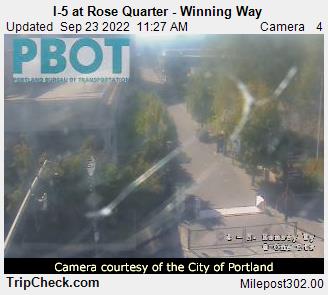 I-5 at Rose Quarter - Winning Way
Updated Sep 23 2022 11:27 AM Camera 4
PBOT
PORTLAND BUREAU OF TRANSPORTATION
Camera courtesy of the City of Portland
TripCheck.com Milepost302.00